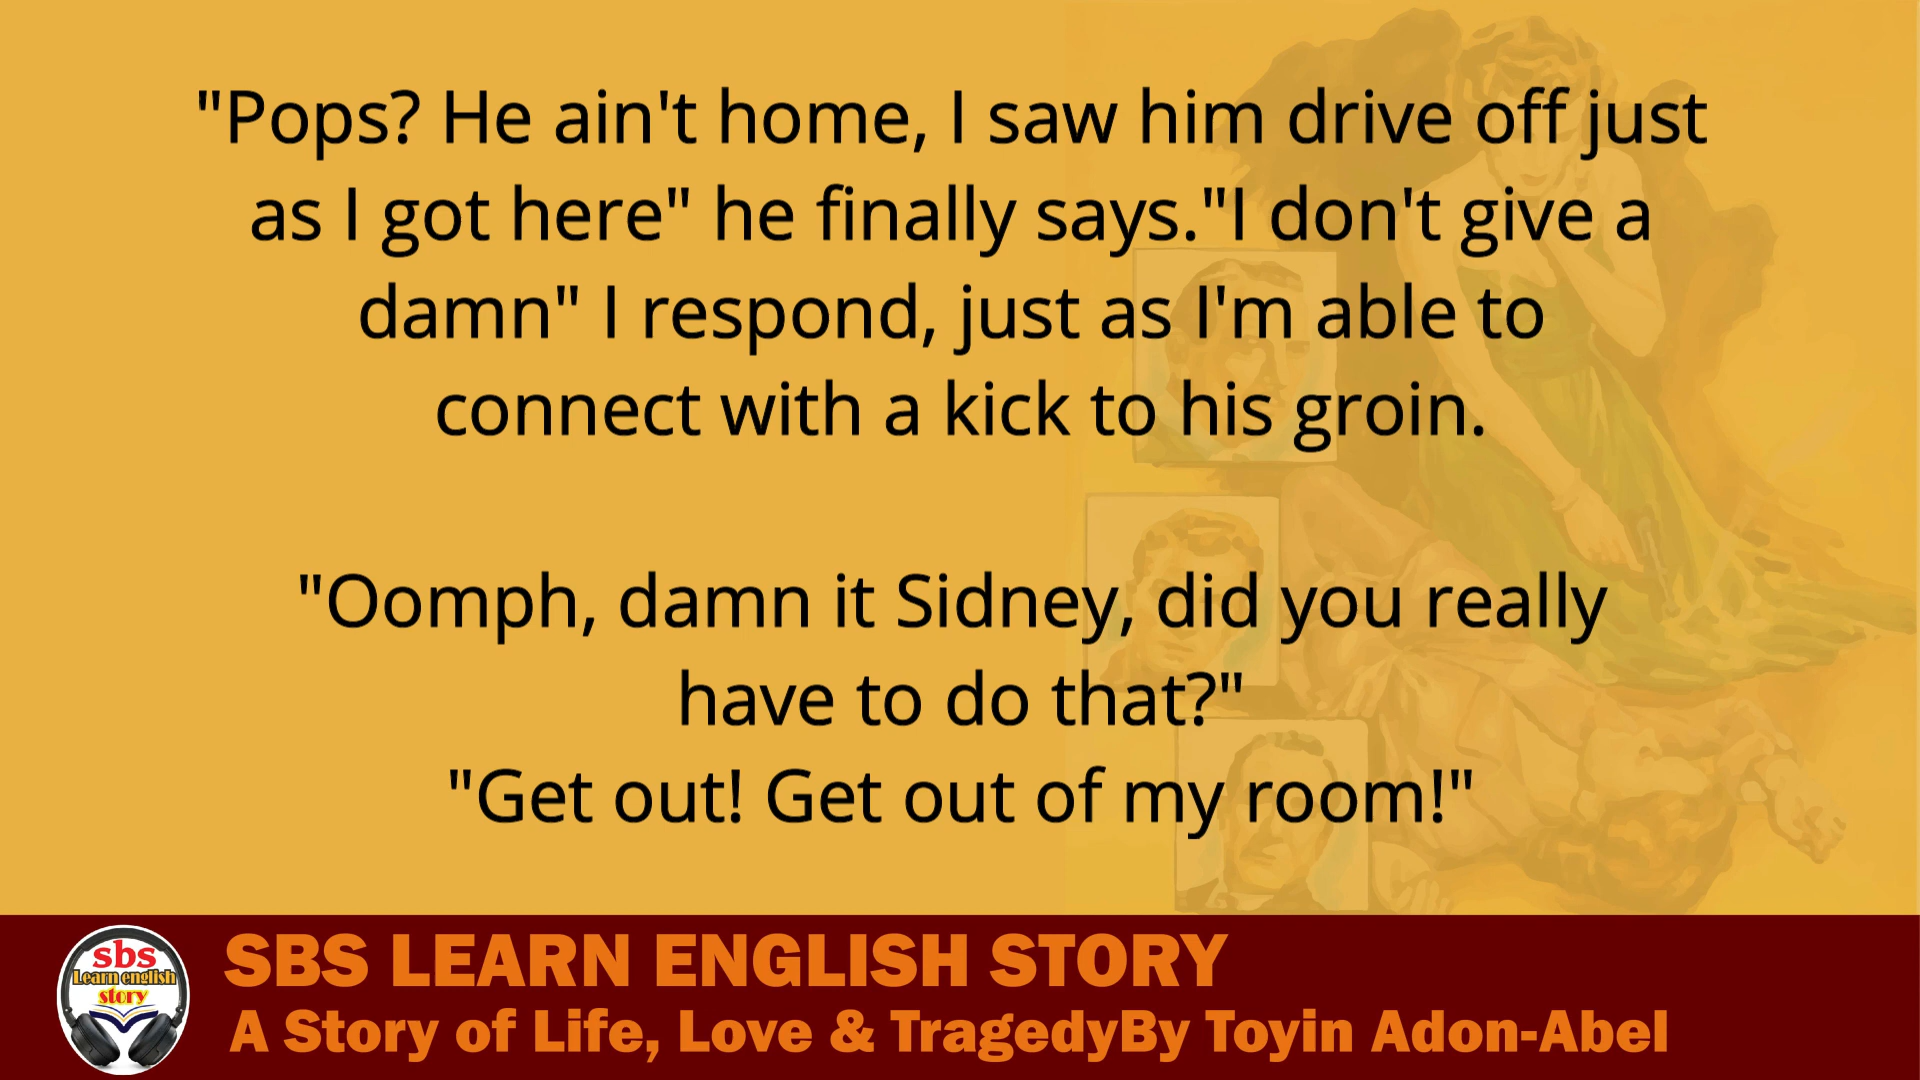 "Pops? He ain't home, I saw him drive off just
as I got here" he finally says."I don't give a
damn" I respond, just as I'm able to
connect with a kick to his groin.
"Oomph, damn it Sidney, did you really
have to do that?"
"Get out! Get out of my room!"
sbs
Learn english
story
SBS LEARN ENGLISH STORY
A Story of Life, Love & TragedyBy Toyin Adon-Abel